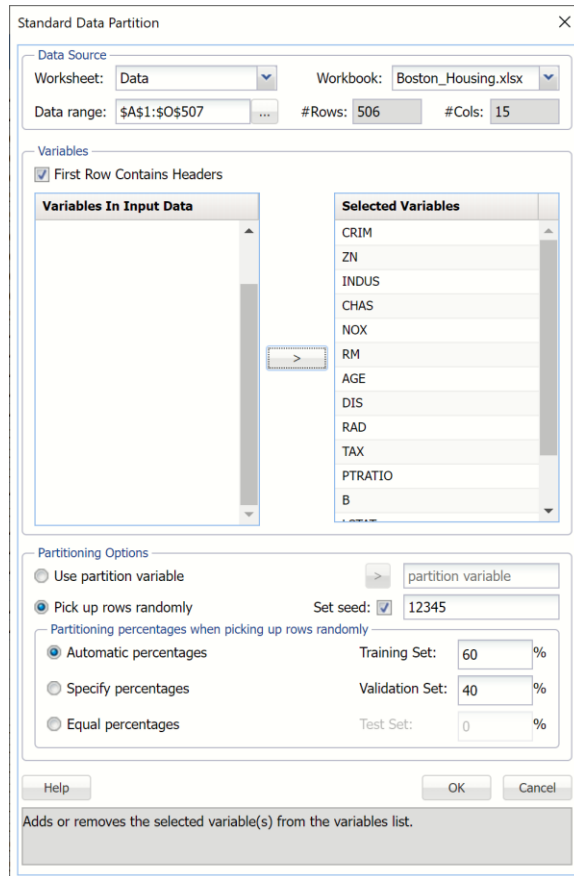 Standard Data Partition
Data Source
Worksheet: Data Workbook: Boston_Housing.xlsx
Data range: $A$1:$O$507 ... #Rows: 506 #Cols: 15
Variables
First Row Contains Headers
Variables In Input Data Selected Variables
CRIM
ZN
INDUS
CHAS
NOX
>
RM
AGE
DIS
RAD
TAX
PTRATIO
B
Partitioning Options
Use partition variable > partition variable
Pick up rows randomly Set seed: 12345
Partitioning percentages when picking up rows randomly
Automatic percentages Training Set: 60 %
Specify percentages Validation Set: 40 %
Equal percentages Test Set: 0 %
Help OK Cancel
Adds or removes the selected variable(s) from the variables list.